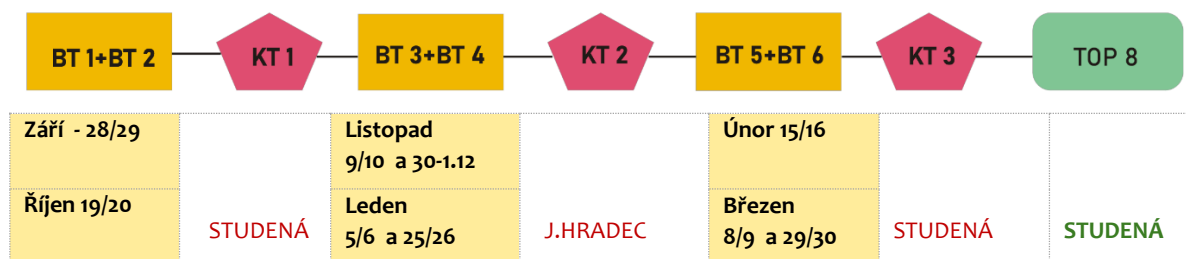 BT 1+BT 2
KT 1
BT 3+BT 4
KT 2
BT 5+BT 6
KT 3
TOP 8
Září  - 28/29
Listopad
9/10  a 30-1.12
Únor 15/16
Říjen 19/20
STUDENÁ
Leden
5/6  a 25/26
J.HRADEC
Březen
8/9  a 29/30
STUDENÁ
STUDENÁ